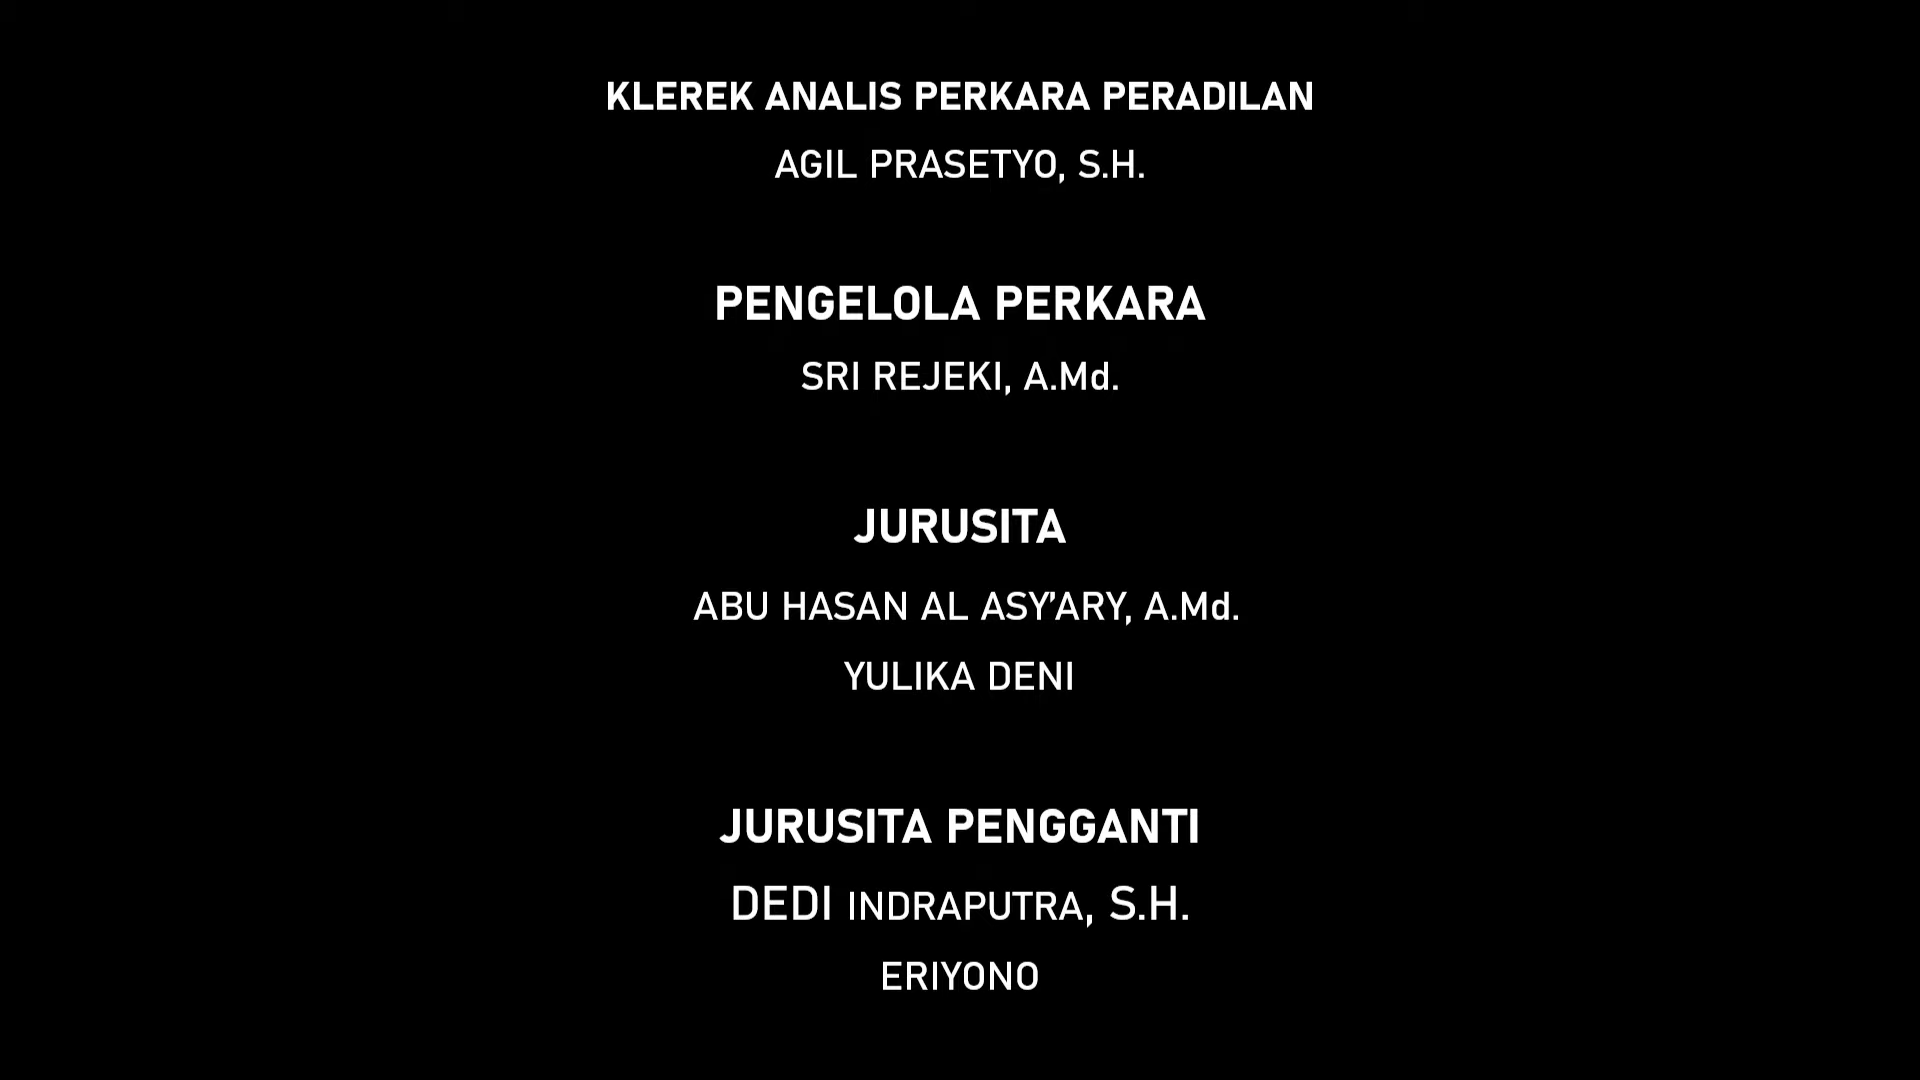 KLEREK ANALIS PERKARA PERADILAN
AGIL PRASETYO, S.H.
PENGELOLA PERKARA
SRI REJEKI, A.Md.
JURUSITA
ABU HASAN AL ASY’ARY, A.Md.
YULIKA DENI
JURUSITA PENGGANTI
DEDI INDRAPUTRA, S.H.
ERIYONO